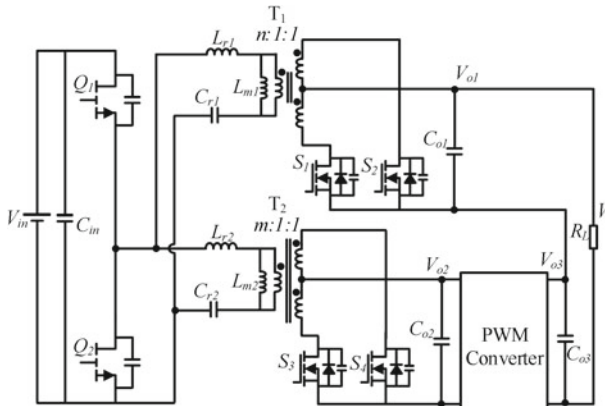 T1
n:1:1
Lr1
Q1
Lm1
Vo1
Cr1
Co1
S1
S2
Vin
Cin
T2
m:1:1
V
RL
Lr2
Lm2
Vo2
Vo3
Cr2
Q2
Co2
PWM
Converter
Co3
S3
S4